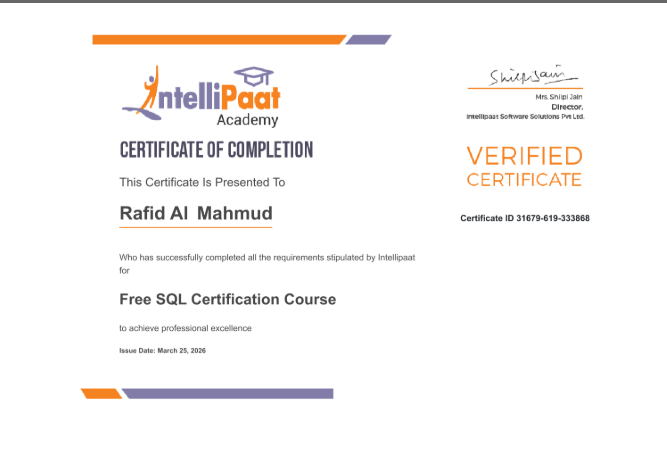 IntelliPaat
Academy
CERTIFICATE OF COMPLETION
This Certificate Is Presented To
Rafid Al Mahmud
Who has successfully completed all the requirements stipulated by Intellipaat
for
Free SQL Certification Course
to achieve professional excellence
Issue Date: March 25, 2026
Shilpi Jain
Mrs. Shilpi Jain
Director.
Intellipaat Software Solutions Pvt Ltd.
VERIFIED
CERTIFICATE
Certificate ID 31679-619-333868